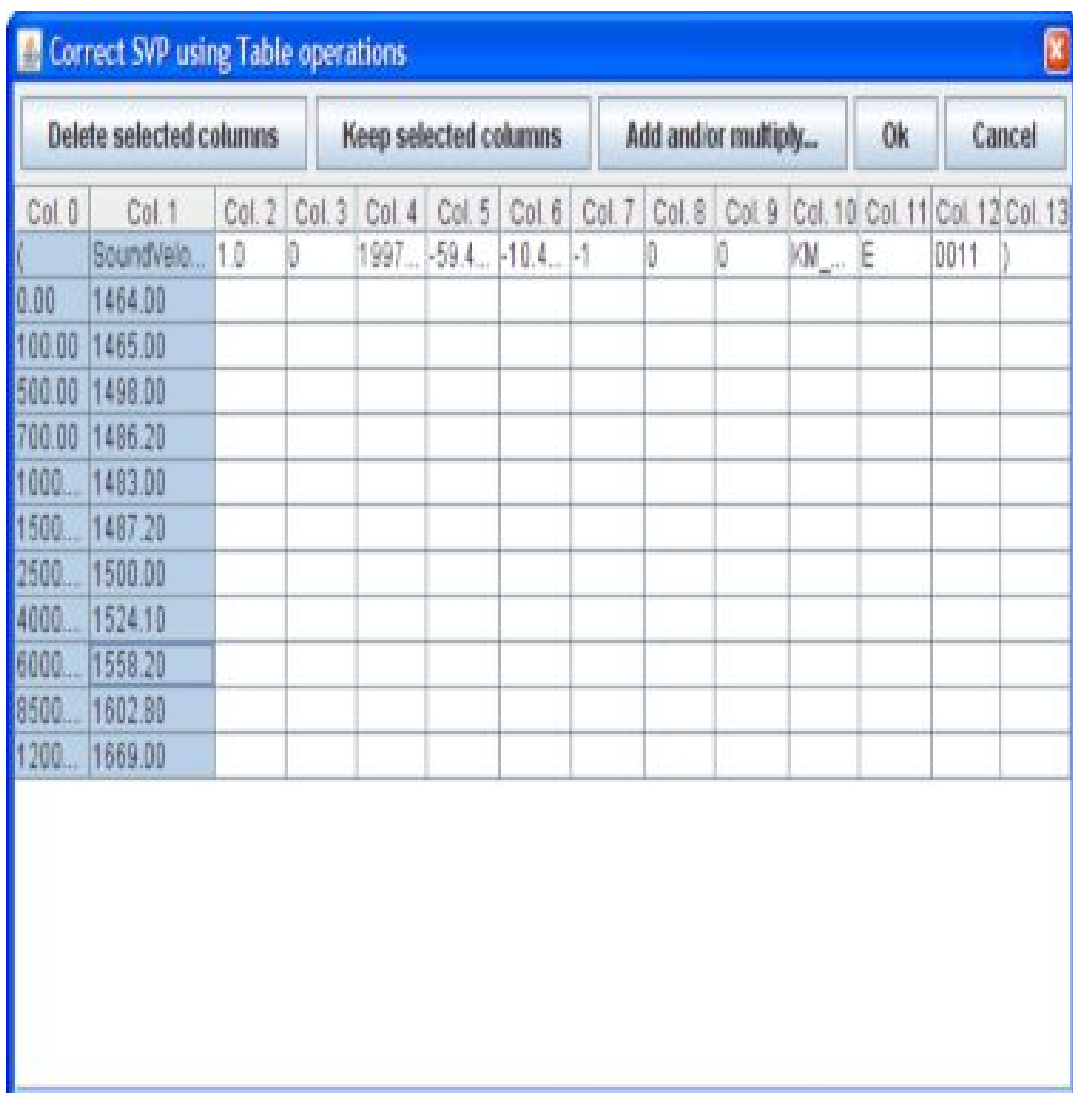 Correct SVP using Table operations
Delete selected columns Keep selected columns Add and/or multiply... Ok Cancel
Col. 0 Col. 1 Col. 2 Col. 3 Col. 4 Col. 5 Col. 6 Col. 7 Col. 8 Col. 9 Col. 10 Col. 11 Col. 12 Col. 13
( SoundVelo... 1.0 0 1997... -59.4... -10.4... -1 0 0 KM_... E 0011 )
0.00 1464.00
100.00 1465.00
500.00 1498.00
700.00 1486.20
1000... 1483.00
1500... 1487.20
2500... 1500.00
4000... 1524.10
6000... 1558.20
8500... 1602.80
1200... 1669.00